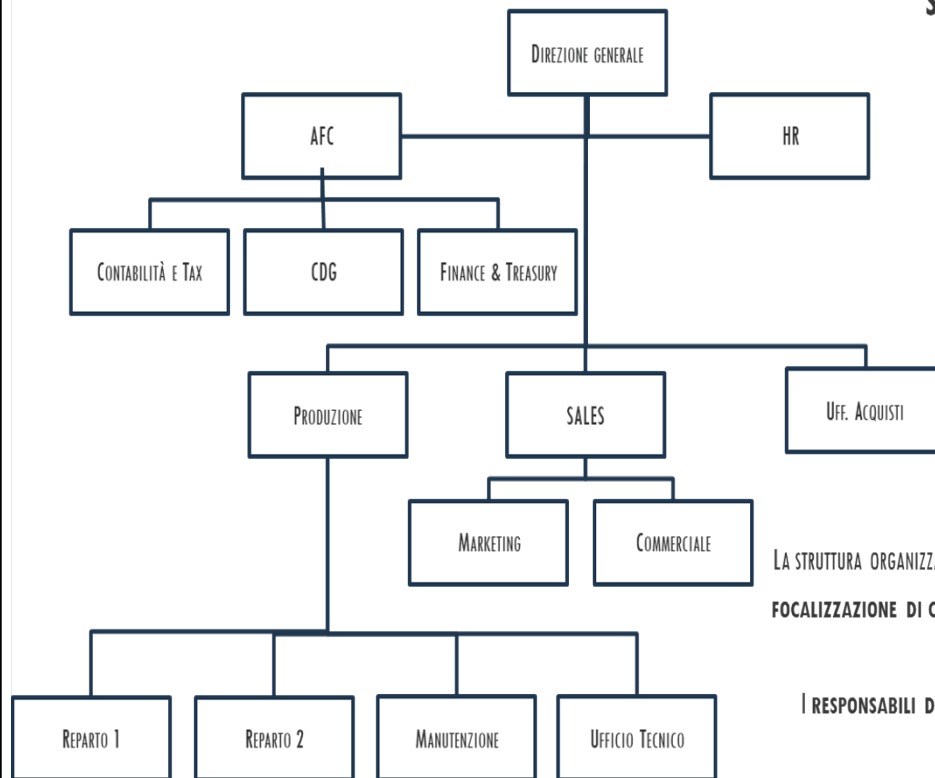 S
Direzione generale
AFC
HR
Contabilità e Tax
CDG
Finance & Treasury
Produzione
SALES
Uff. Acquisti
Marketing
Commerciale
La struttura organizz
focalizzazione di
I responsabili d
Reparto 1
Reparto 2
Manutenzione
Ufficio Tecnico